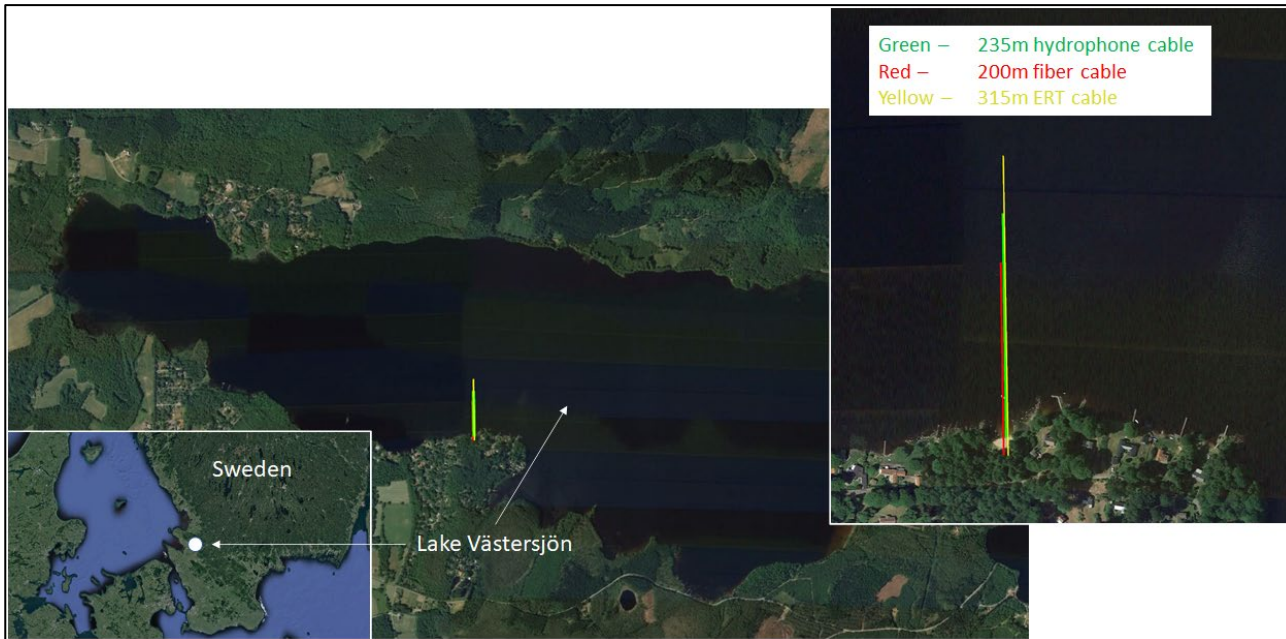 Green – 235m hydrophone cable
Red – 200m fiber cable
Yellow – 315m ERT cable
Sweden
Lake Västersjön